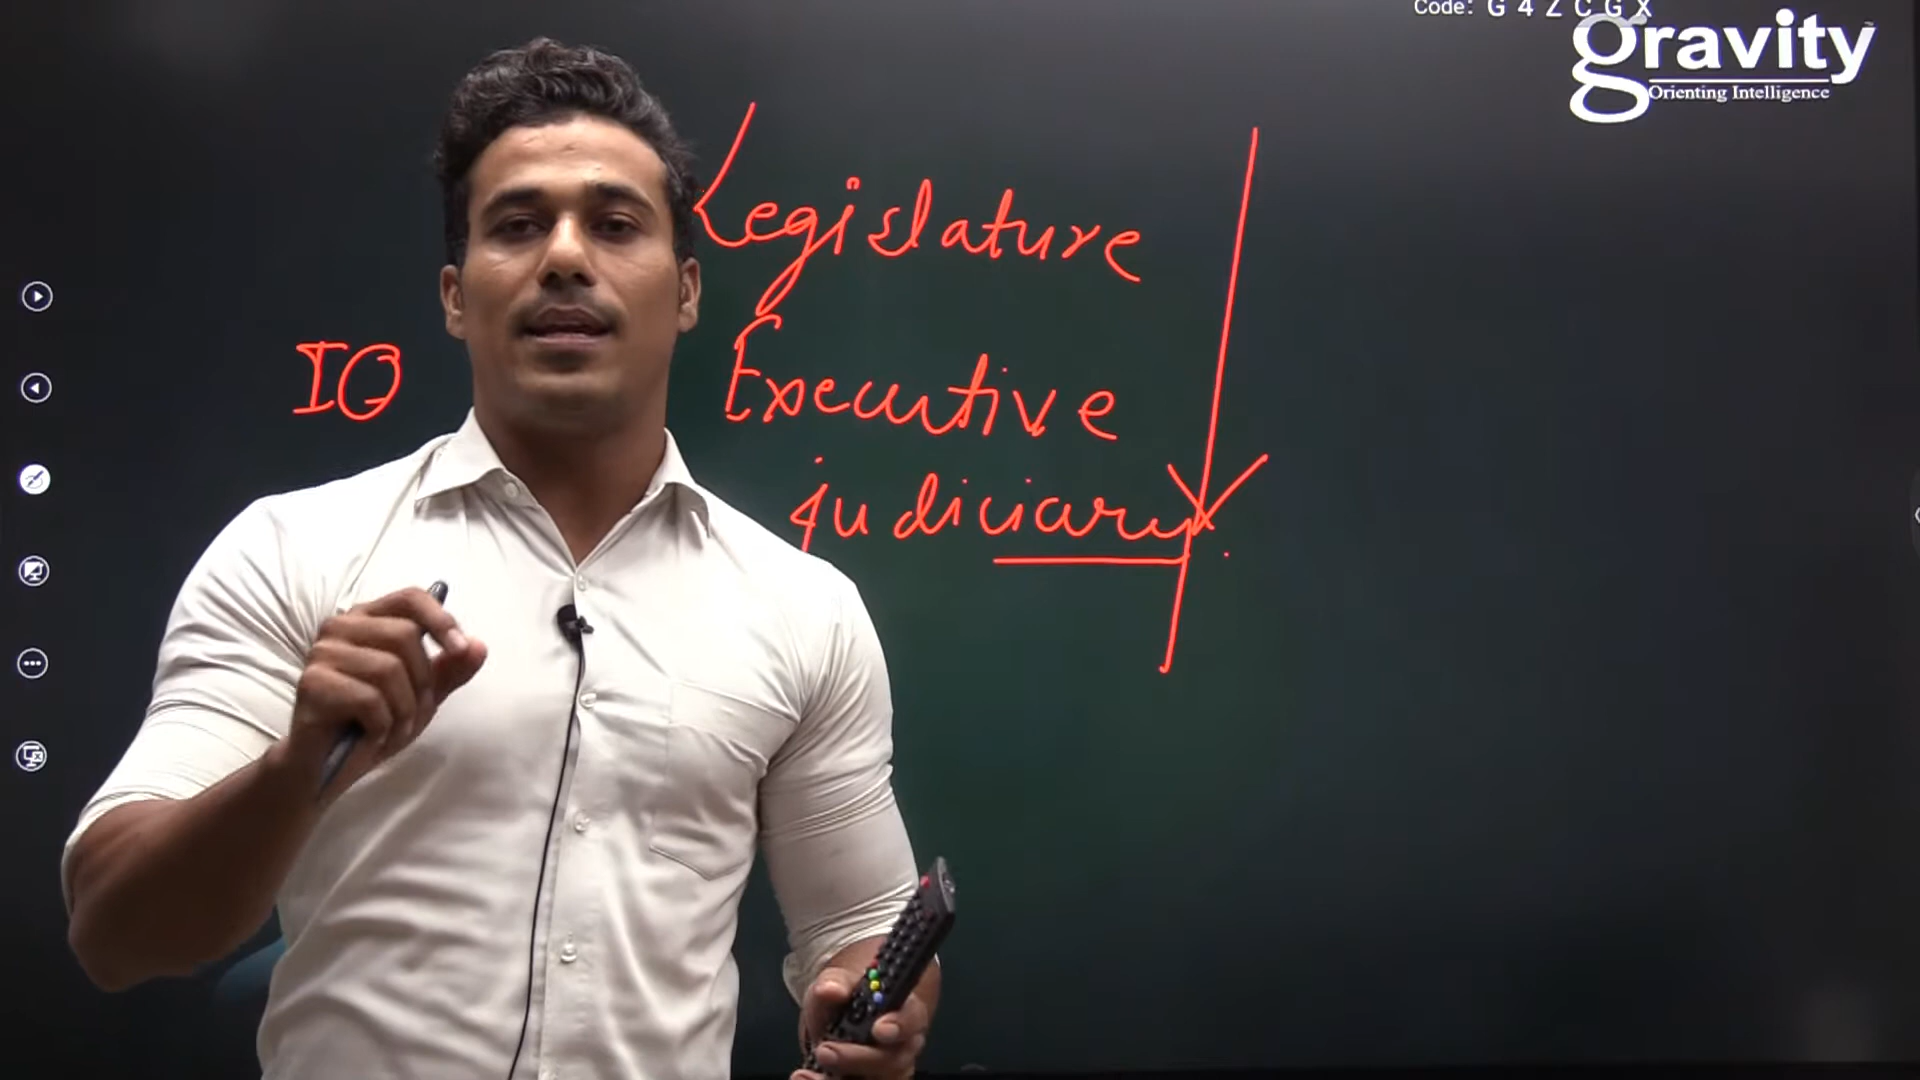 Code: G 4 Z C G X
gravity
Orienting Intelligence
Legislature
IQ
Executive
judiciary